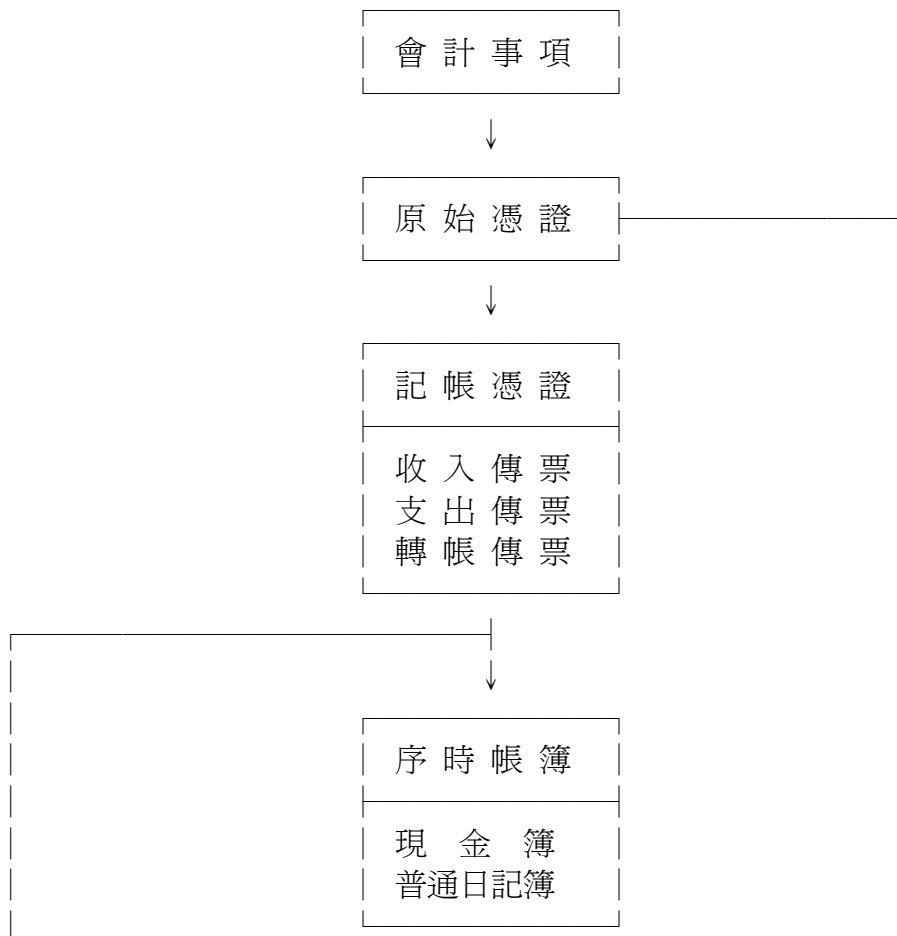 會計事項
原始憑證
記帳憑證
收入傳票
支出傳票
轉帳傳票
序時帳簿
現金簿
普通日記簿